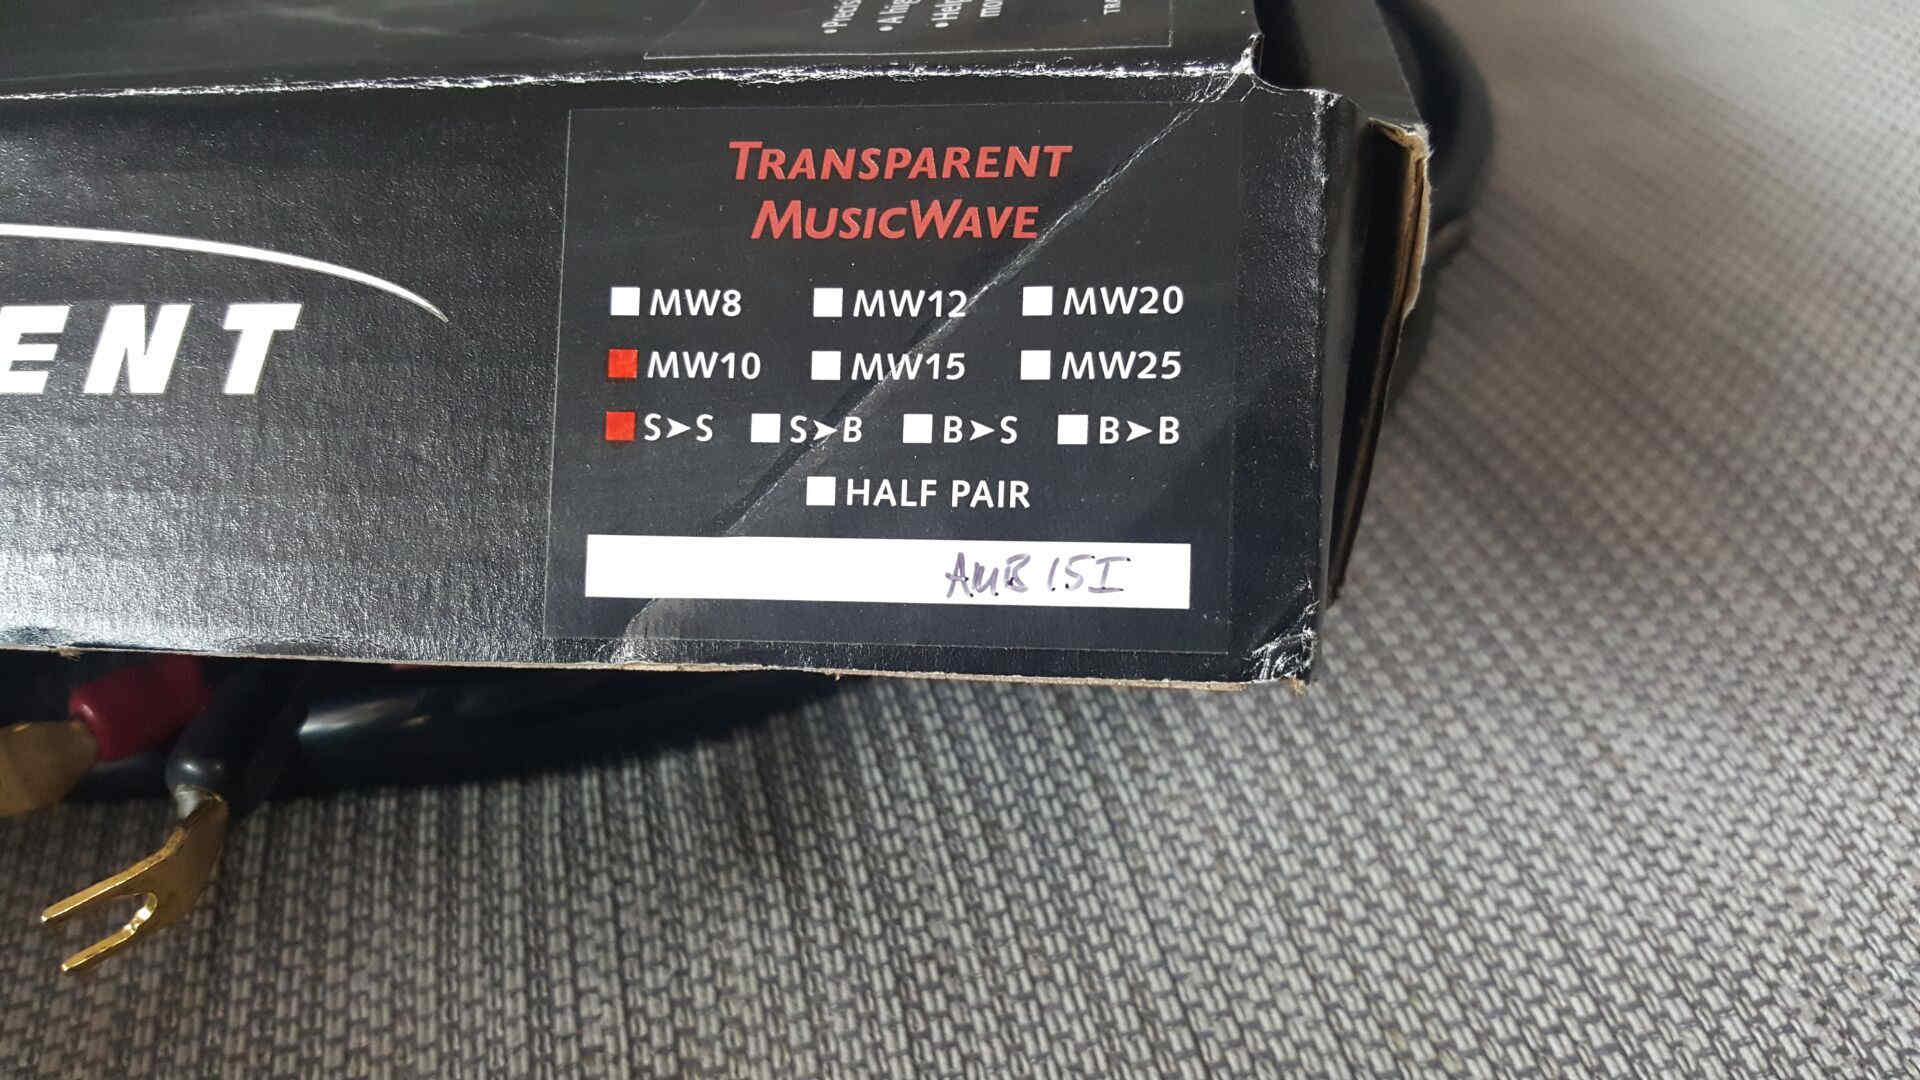 ENT
TRANSPARENT
MUSICWAVE
MW8 MW12 MW20
MW10 MW15 MW25
S➤S S➤B B➤S B➤B
HALF PAIR
AMB 15I